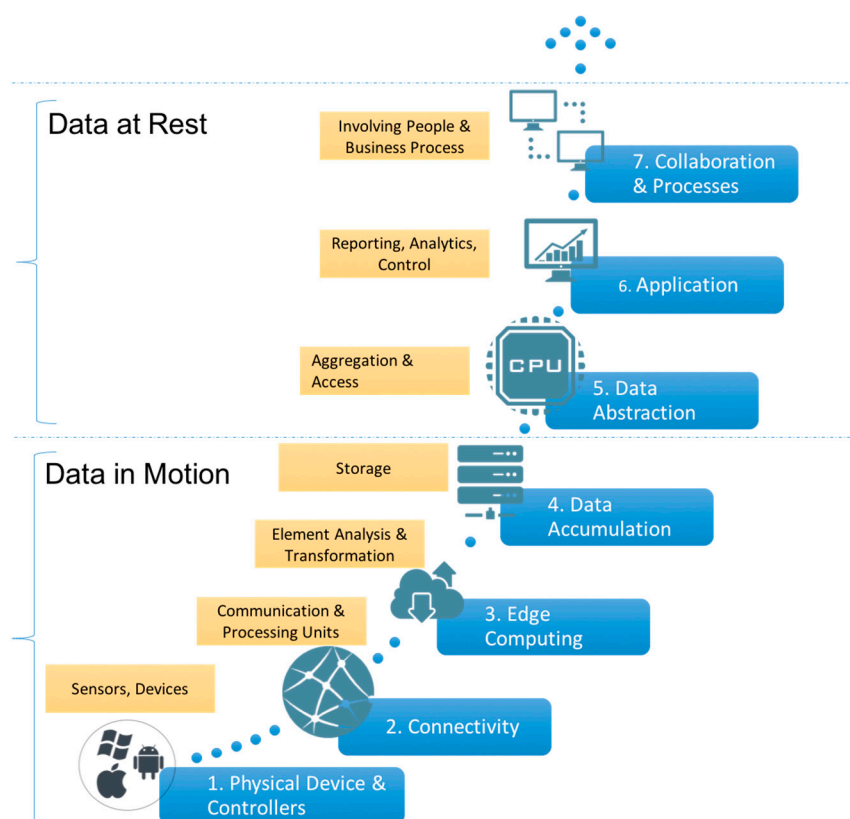 Data at Rest
Involving People &
Business Process
7. Collaboration
& Processes
Reporting, Analytics,
Control
6. Application
Aggregation &
Access
CPU
5. Data
Abstraction
Data in Motion
Storage
4. Data
Accumulation
Element Analysis &
Transformation
3. Edge
Computing
Communication &
Processing Units
2. Connectivity
Sensors, Devices
1. Physical Device &
Controllers